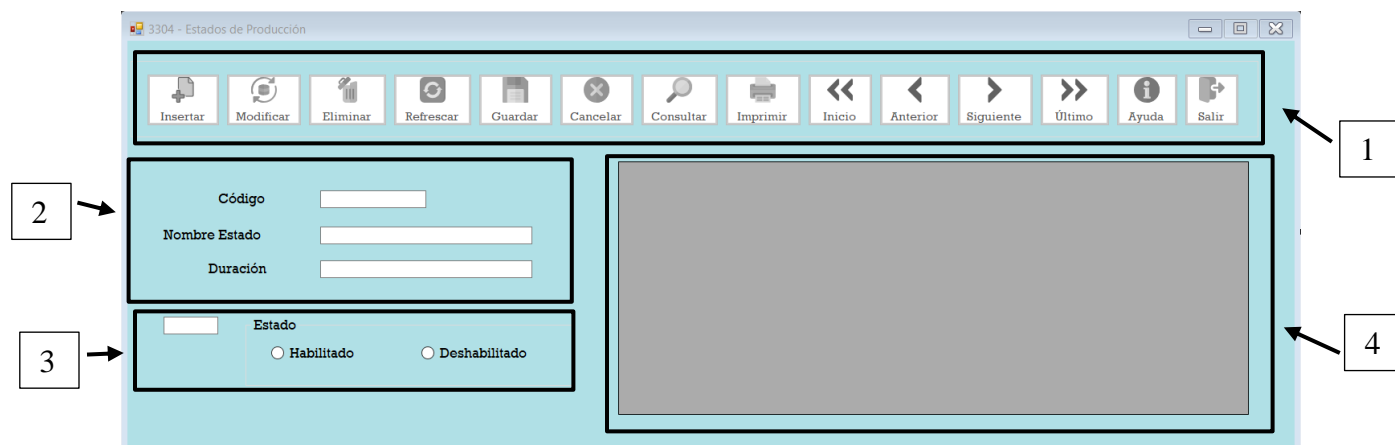 3304 - Estados de Producción
Insertar Modificar Eliminar Refrescar Guardar Cancelar Consultar Imprimir Inicio Anterior Siguiente Último Ayuda Salir
1
2
Código
Nombre Estado
Duración
3
Estado
Habilitado Deshabilitado
4